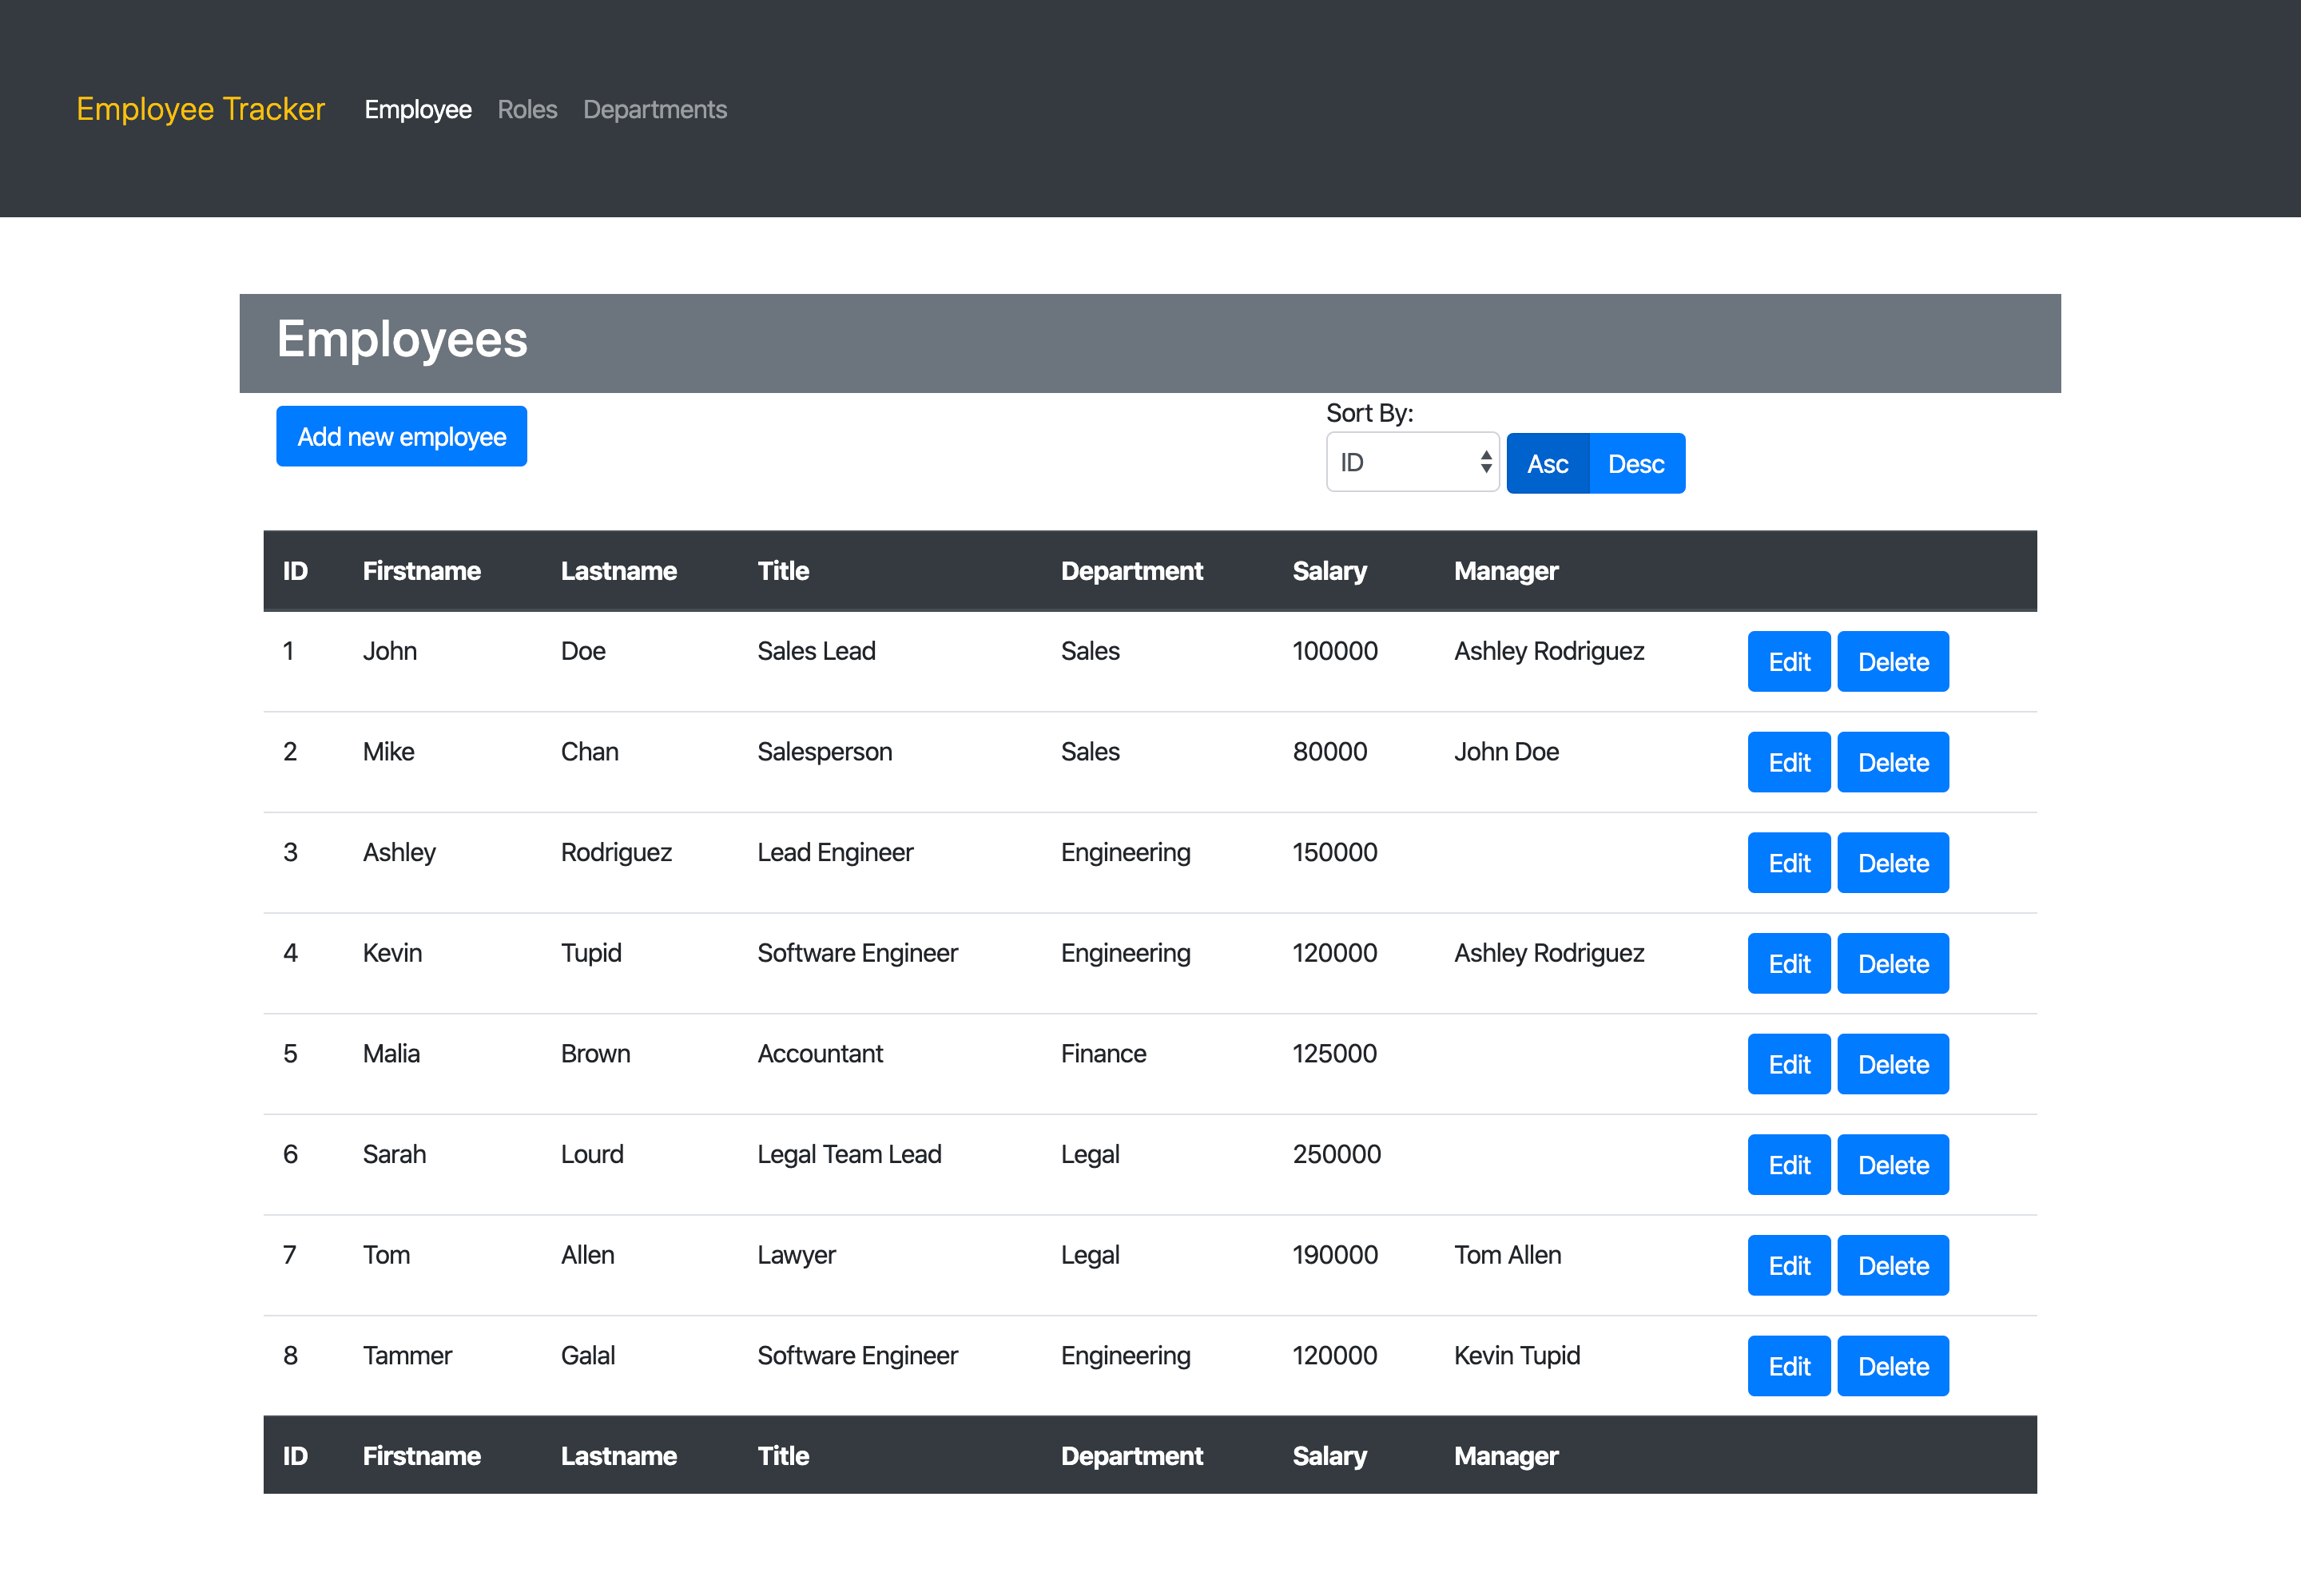 Employee Tracker Employee Roles Departments
Employees
Add new employee
Sort By:
ID Asc Desc
ID Firstname Lastname Title Department Salary Manager
1 John Doe Sales Lead Sales 100000 Ashley Rodriguez Edit Delete
2 Mike Chan Salesperson Sales 80000 John Doe Edit Delete
3 Ashley Rodriguez Lead Engineer Engineering 150000 Edit Delete
4 Kevin Tupid Software Engineer Engineering 120000 Ashley Rodriguez Edit Delete
5 Malia Brown Accountant Finance 125000 Edit Delete
6 Sarah Lourd Legal Team Lead Legal 250000 Edit Delete
7 Tom Allen Lawyer Legal 190000 Tom Allen Edit Delete
8 Tammer Galal Software Engineer Engineering 120000 Kevin Tupid Edit Delete
ID Firstname Lastname Title Department Salary Manager